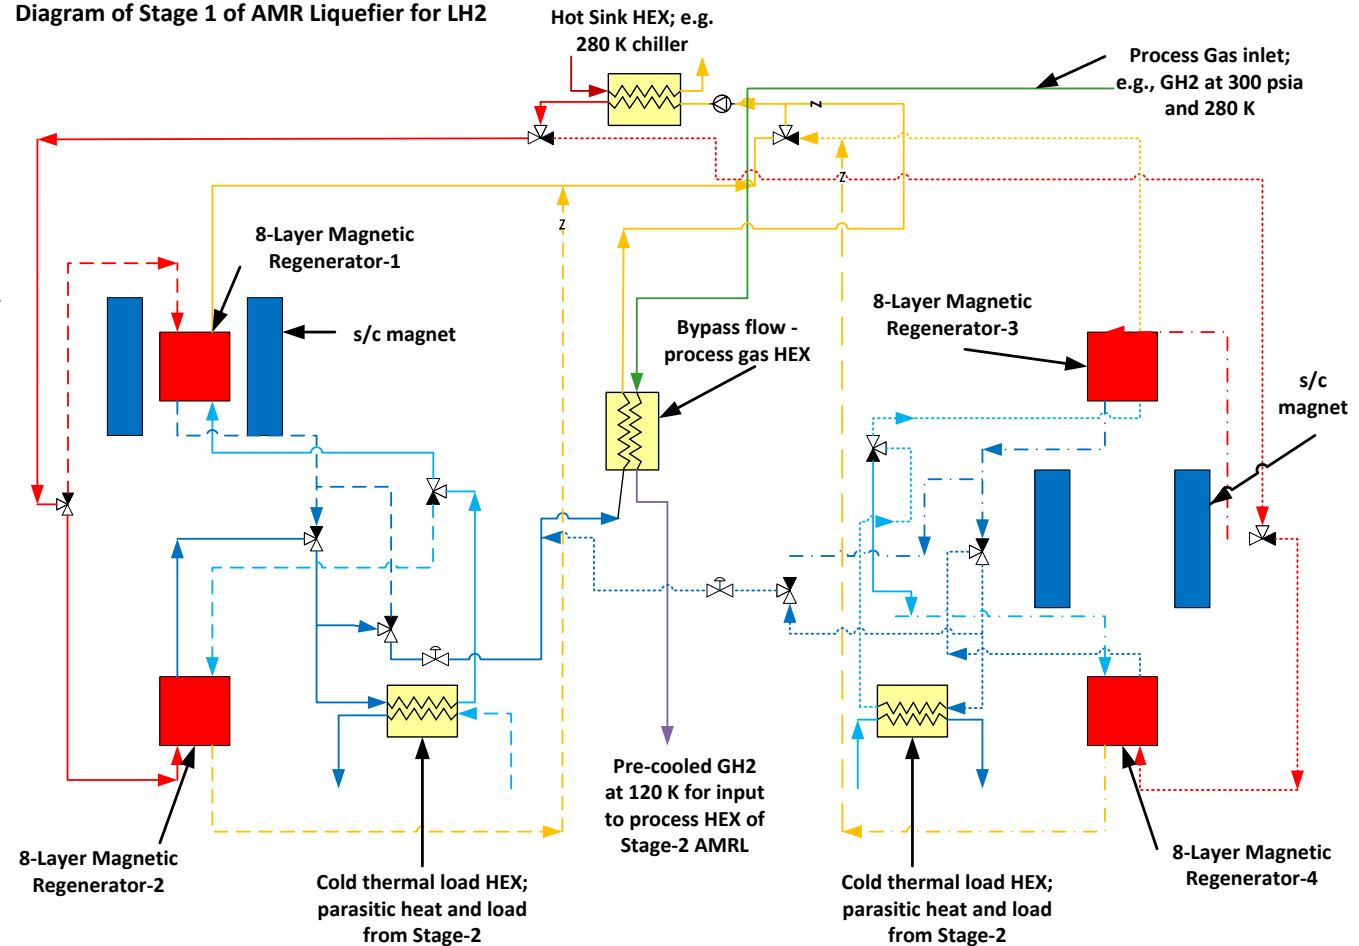 Diagram of Stage 1 of AMR Liquefier for LH2
Hot Sink HEX; e.g.
280 K chiller
Process Gas inlet;
e.g., GH2 at 300 psia
and 280 K
Z
Z
Z
8-Layer Magnetic
Regenerator-1
s/c magnet
Bypass flow -
process gas HEX
8-Layer Magnetic
Regenerator-3
s/c
magnet
Pre-cooled GH2
at 120 K for input
to process HEX of
Stage-2 AMRL
8-Layer Magnetic
Regenerator-2
Cold thermal load HEX;
parasitic heat and load
from Stage-2
Cold thermal load HEX;
parasitic heat and load
from Stage-2
8-Layer Magnetic
Regenerator-4